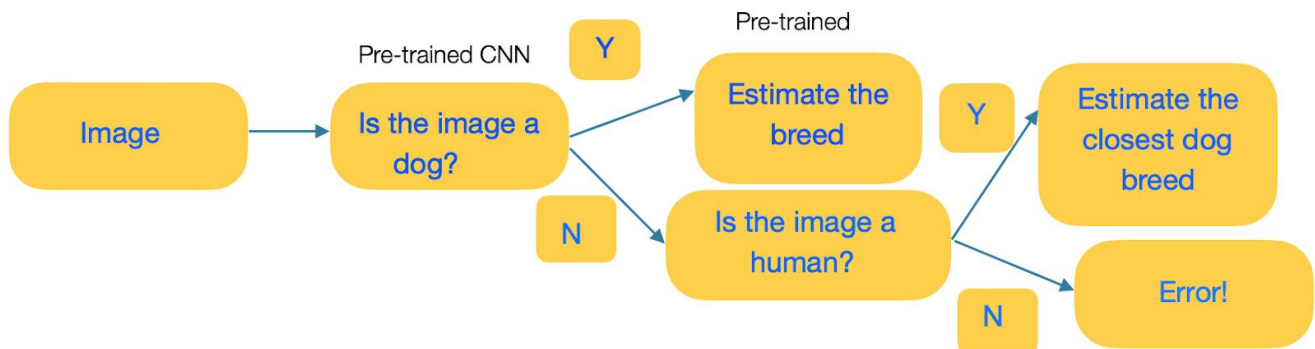 Pre-trained
Pre-trained CNN
Y
Image
Is the image a
dog?
Estimate the
breed
Y
Estimate the
closest dog
breed
N
Is the image a
human?
N
Error!